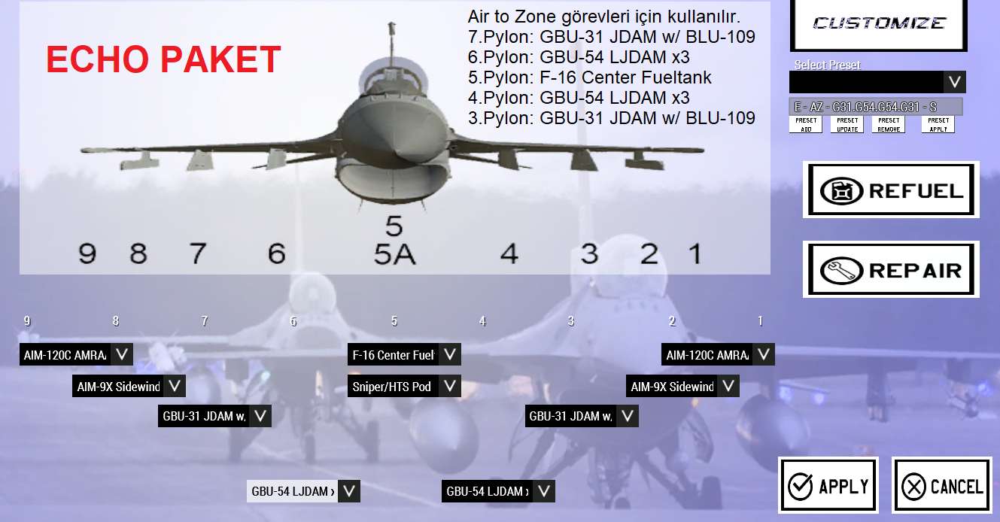 ECHO PAKET
Air to Zone görevleri için kullanılır.
7.Pylon: GBU-31 JDAM w/ BLU-109
6.Pylon: GBU-54 LJDAM x3
5.Pylon: F-16 Center Fueltank
4.Pylon: GBU-54 LJDAM x3
3.Pylon: GBU-31 JDAM w/ BLU-109
CUSTOMIZE
Select Preset
E - AZ - G31.G54.G54.G31 - S
PRESET ADD
PRESET UPDATE
PRESET REMOVE
PRESET APPLY
REFUEL
REPAIR
5
9 8 7 6 5A 4 3 2 1
9 8 7 6 5 4 3 2 1
AIM-120C AMRA
F-16 Center Fuel
AIM-120C AMRA
AIM-9X Sidewind
Sniper/HTS Pod
AIM-9X Sidewind
GBU-31 JDAM w/
GBU-31 JDAM w/
GBU-54 LJDAM
GBU-54 LJDAM
APPLY
CANCEL